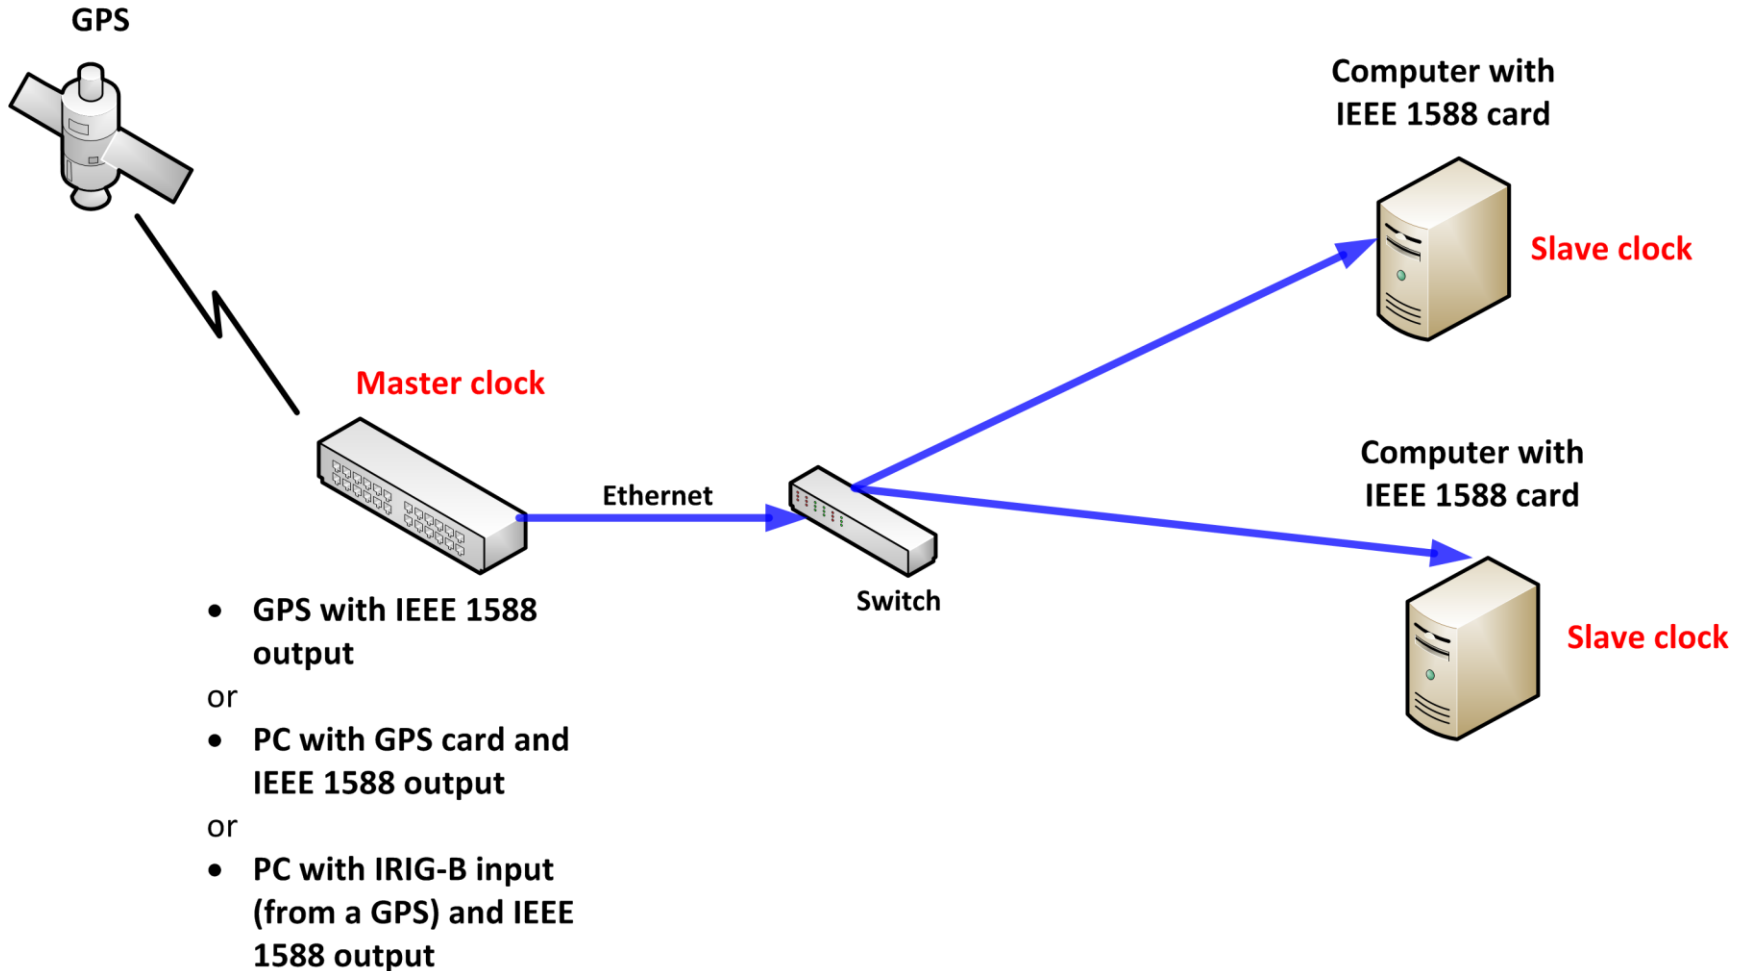 GPS
Computer with
IEEE 1588 card
Slave clock
Master clock
Ethernet
Switch
Computer with
IEEE 1588 card
Slave clock
• GPS with IEEE 1588
output
or
• PC with GPS card and
IEEE 1588 output
or
• PC with IRIG-B input
(from a GPS) and IEEE
1588 output